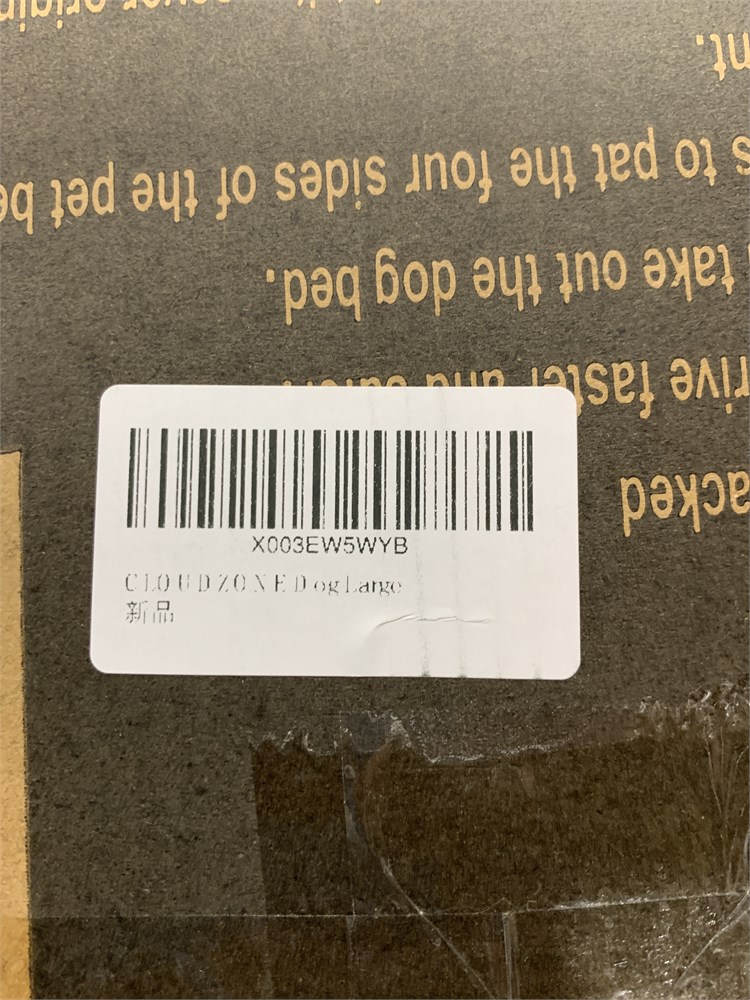 X003EW5WYB
CLOUDZONE Dog Large
新品
acked
rive faster and
take out the dog bed.
s to pat the four sides of the pet be
nt.